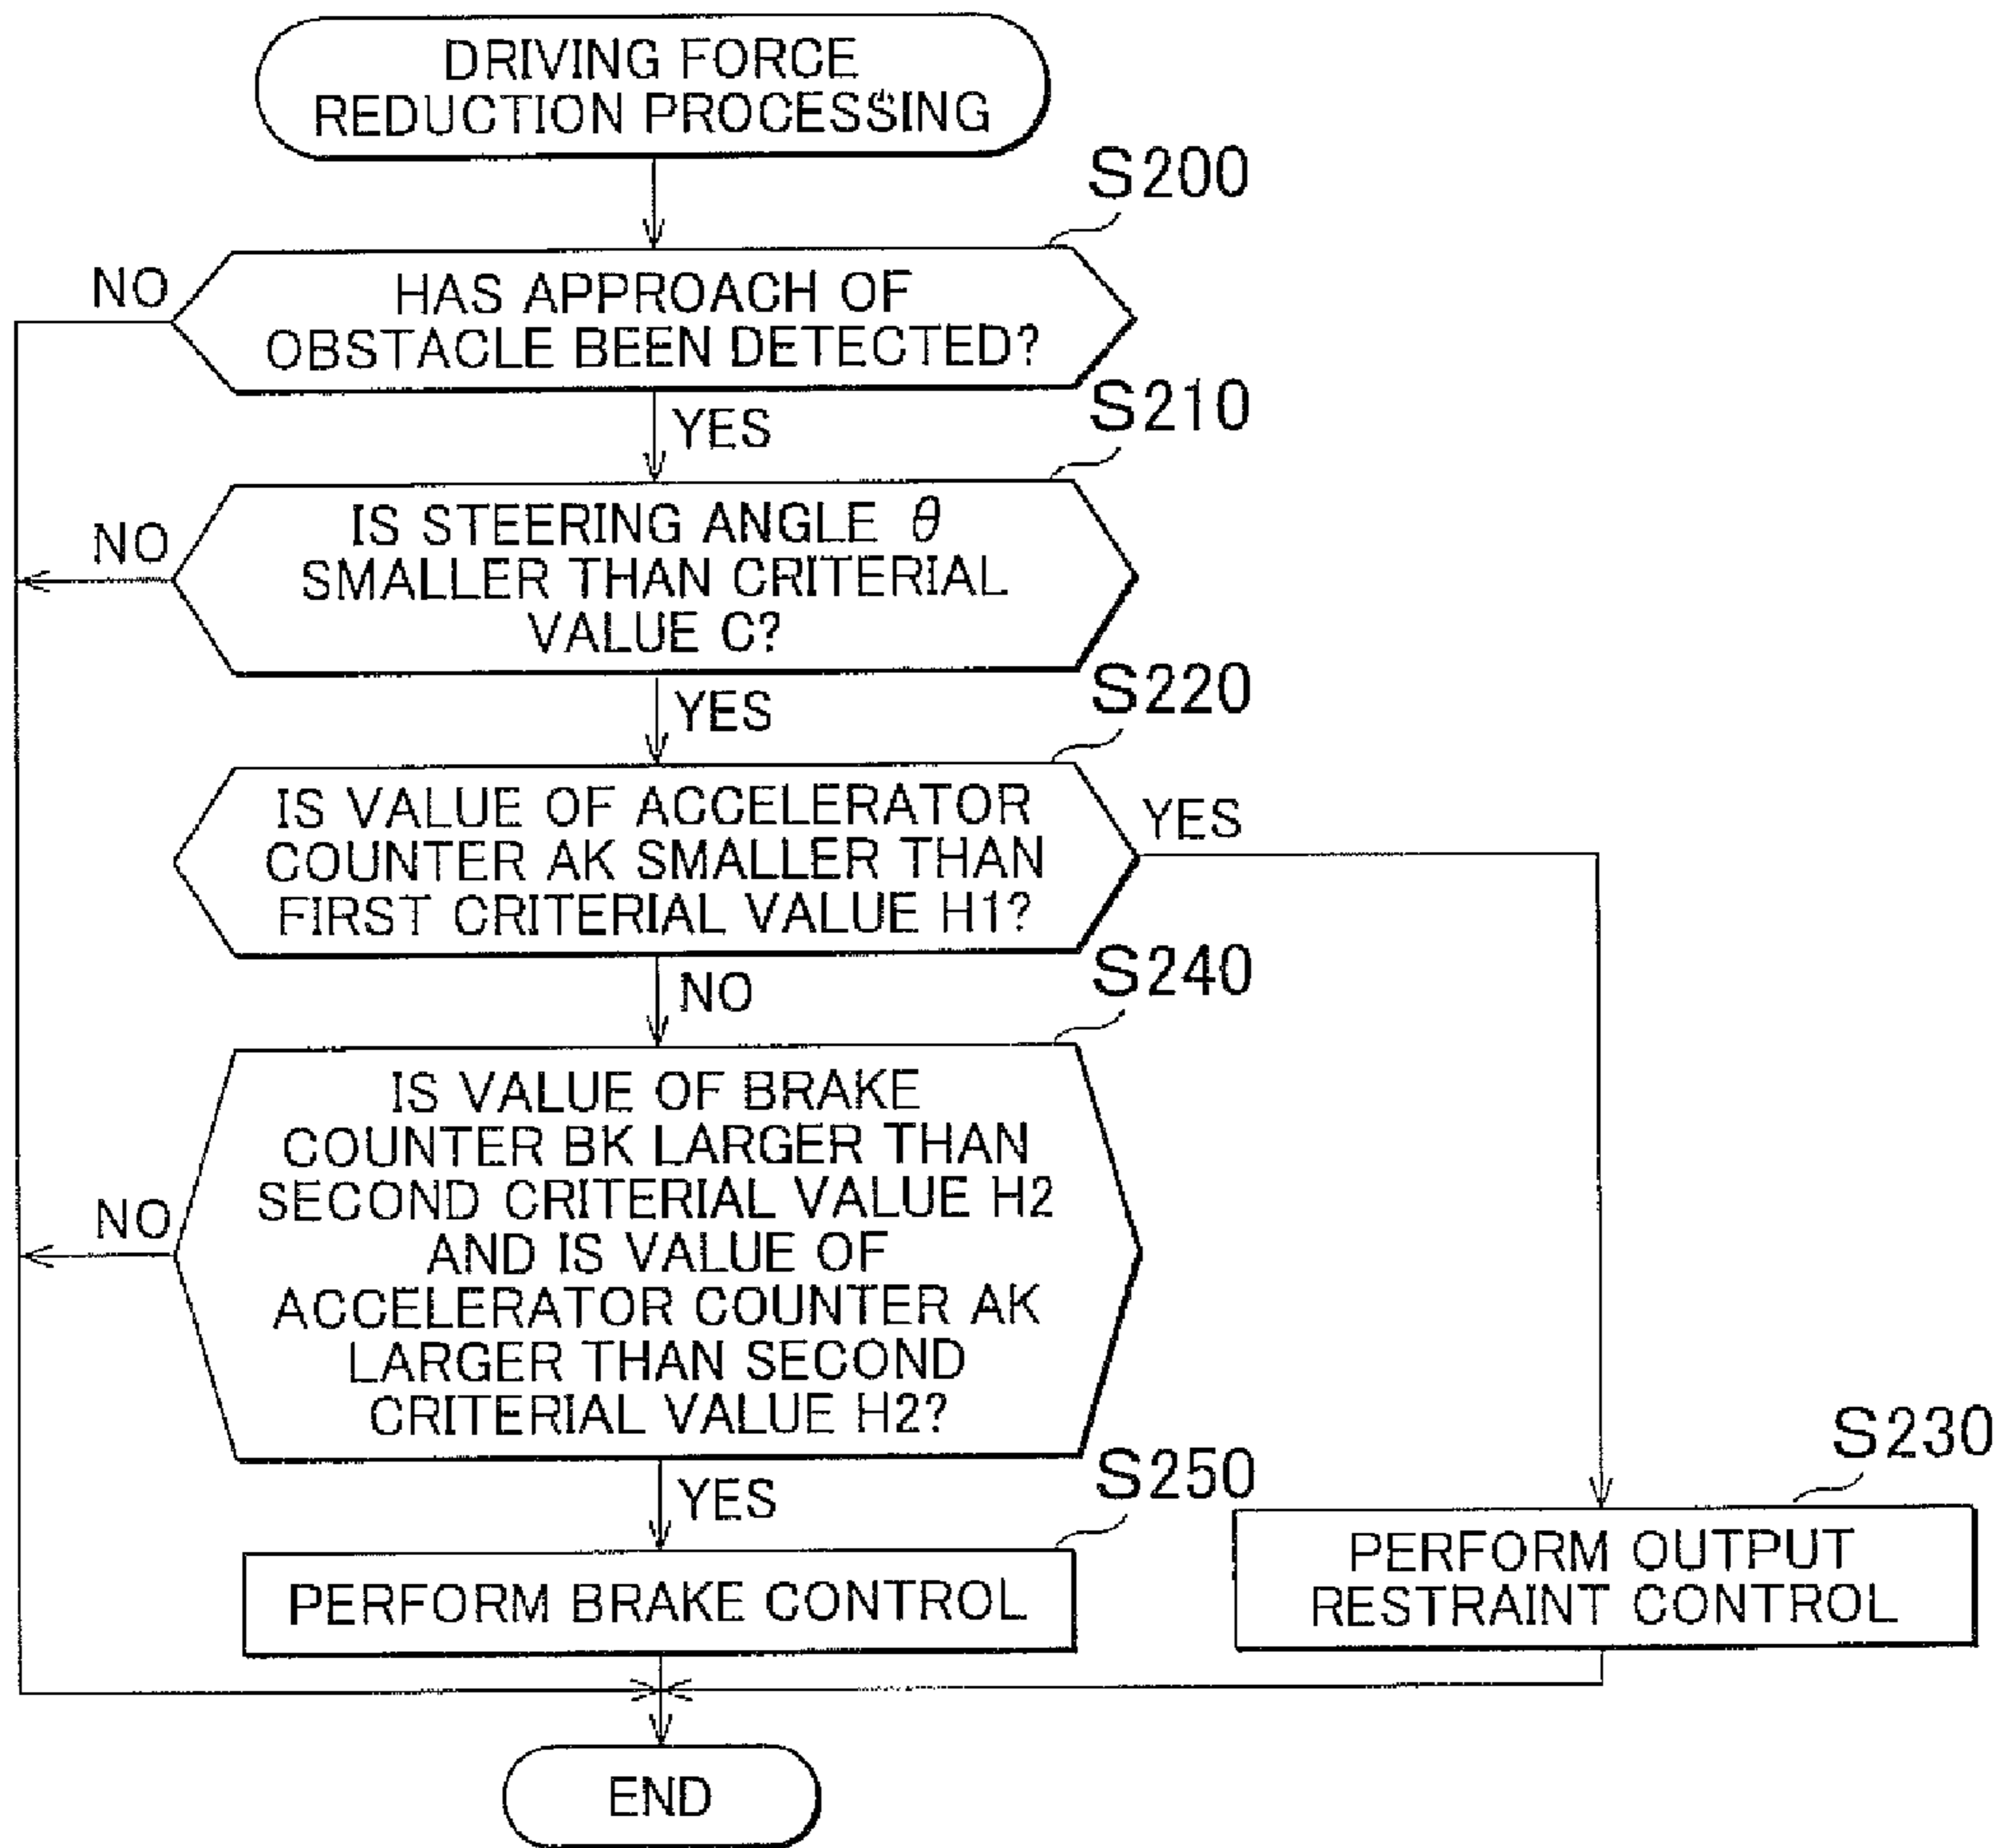 DRIVING FORCE
REDUCTION PROCESSING
S200
NO
HAS APPROACH OF
OBSTACLE BEEN DETECTED?
YES
S210
NO
IS STEERING ANGLE θ
SMALLER THAN CRITERIAL
VALUE C?
YES
S220
IS VALUE OF ACCELERATOR
COUNTER AK SMALLER THAN
FIRST CRITERIAL VALUE H1?
YES
NO
S240
IS VALUE OF BRAKE
COUNTER BK LARGER THAN
SECOND CRITERIAL VALUE H2
AND IS VALUE OF
ACCELERATOR COUNTER AK
LARGER THAN SECOND
CRITERIAL VALUE H2?
NO
YES
S250
PERFORM BRAKE CONTROL
S230
PERFORM OUTPUT
RESTRAINT CONTROL
END